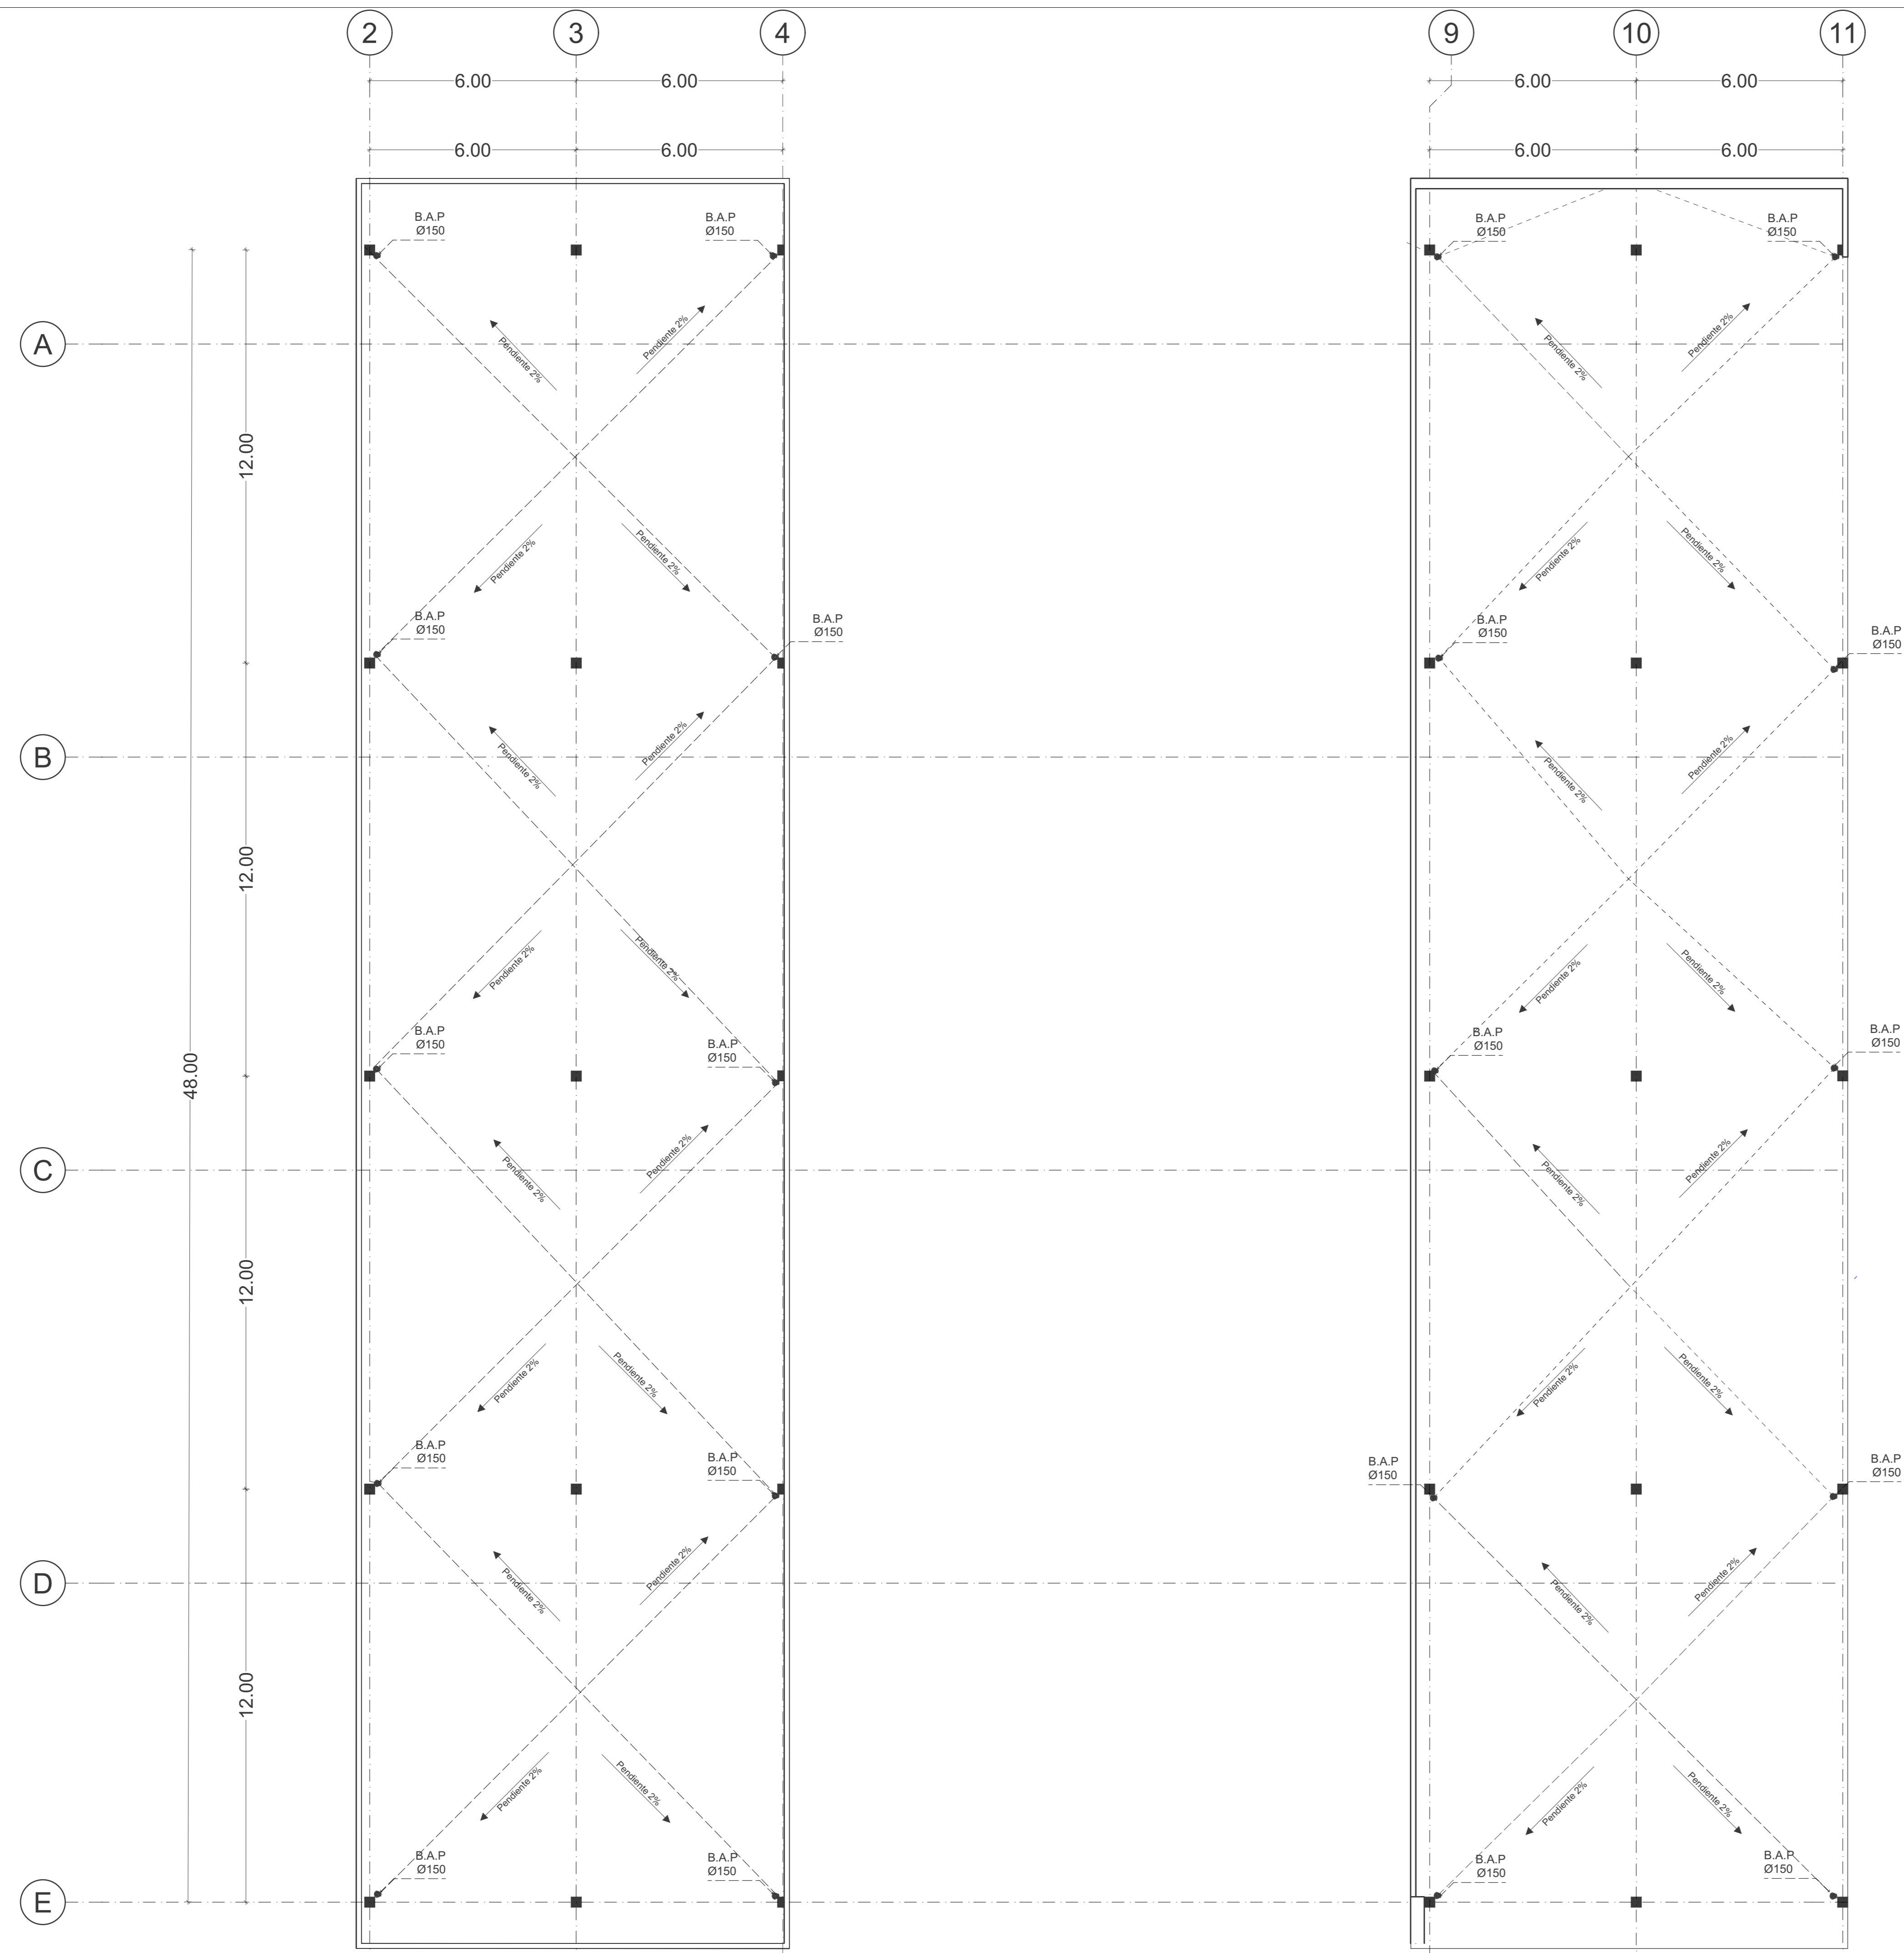 2 3 4 9 10 11
6.00 6.00 6.00 6.00
6.00 6.00 6.00 6.00
B.A.P B.A.P B.A.P B.A.P
Ø150 Ø150 Ø150 Ø150
Pendiente 2% Pendiente 2% Pendiente 2% Pendiente 2%
A
12.00
Pendiente 2% Pendiente 2% Pendiente 2% Pendiente 2%
B.A.P B.A.P B.A.P B.A.P
Ø150 Ø150 Ø150 Ø150
Pendiente 2% Pendiente 2% Pendiente 2% Pendiente 2%
B
12.00
Pendiente 2% Pendiente 2% Pendiente 2% Pendiente 2%
B.A.P B.A.P B.A.P B.A.P
Ø150 Ø150 Ø150 Ø150
48.00
Pendiente 2% Pendiente 2% Pendiente 2% Pendiente 2%
C
12.00
Pendiente 2% Pendiente 2% Pendiente 2% Pendiente 2%
B.A.P B.A.P B.A.P B.A.P
Ø150 Ø150 Ø150 Ø150
Pendiente 2% Pendiente 2% Pendiente 2% Pendiente 2%
D
12.00
Pendiente 2% Pendiente 2% Pendiente 2% Pendiente 2%
B.A.P B.A.P B.A.P B.A.P
Ø150 Ø150 Ø150 Ø150
E